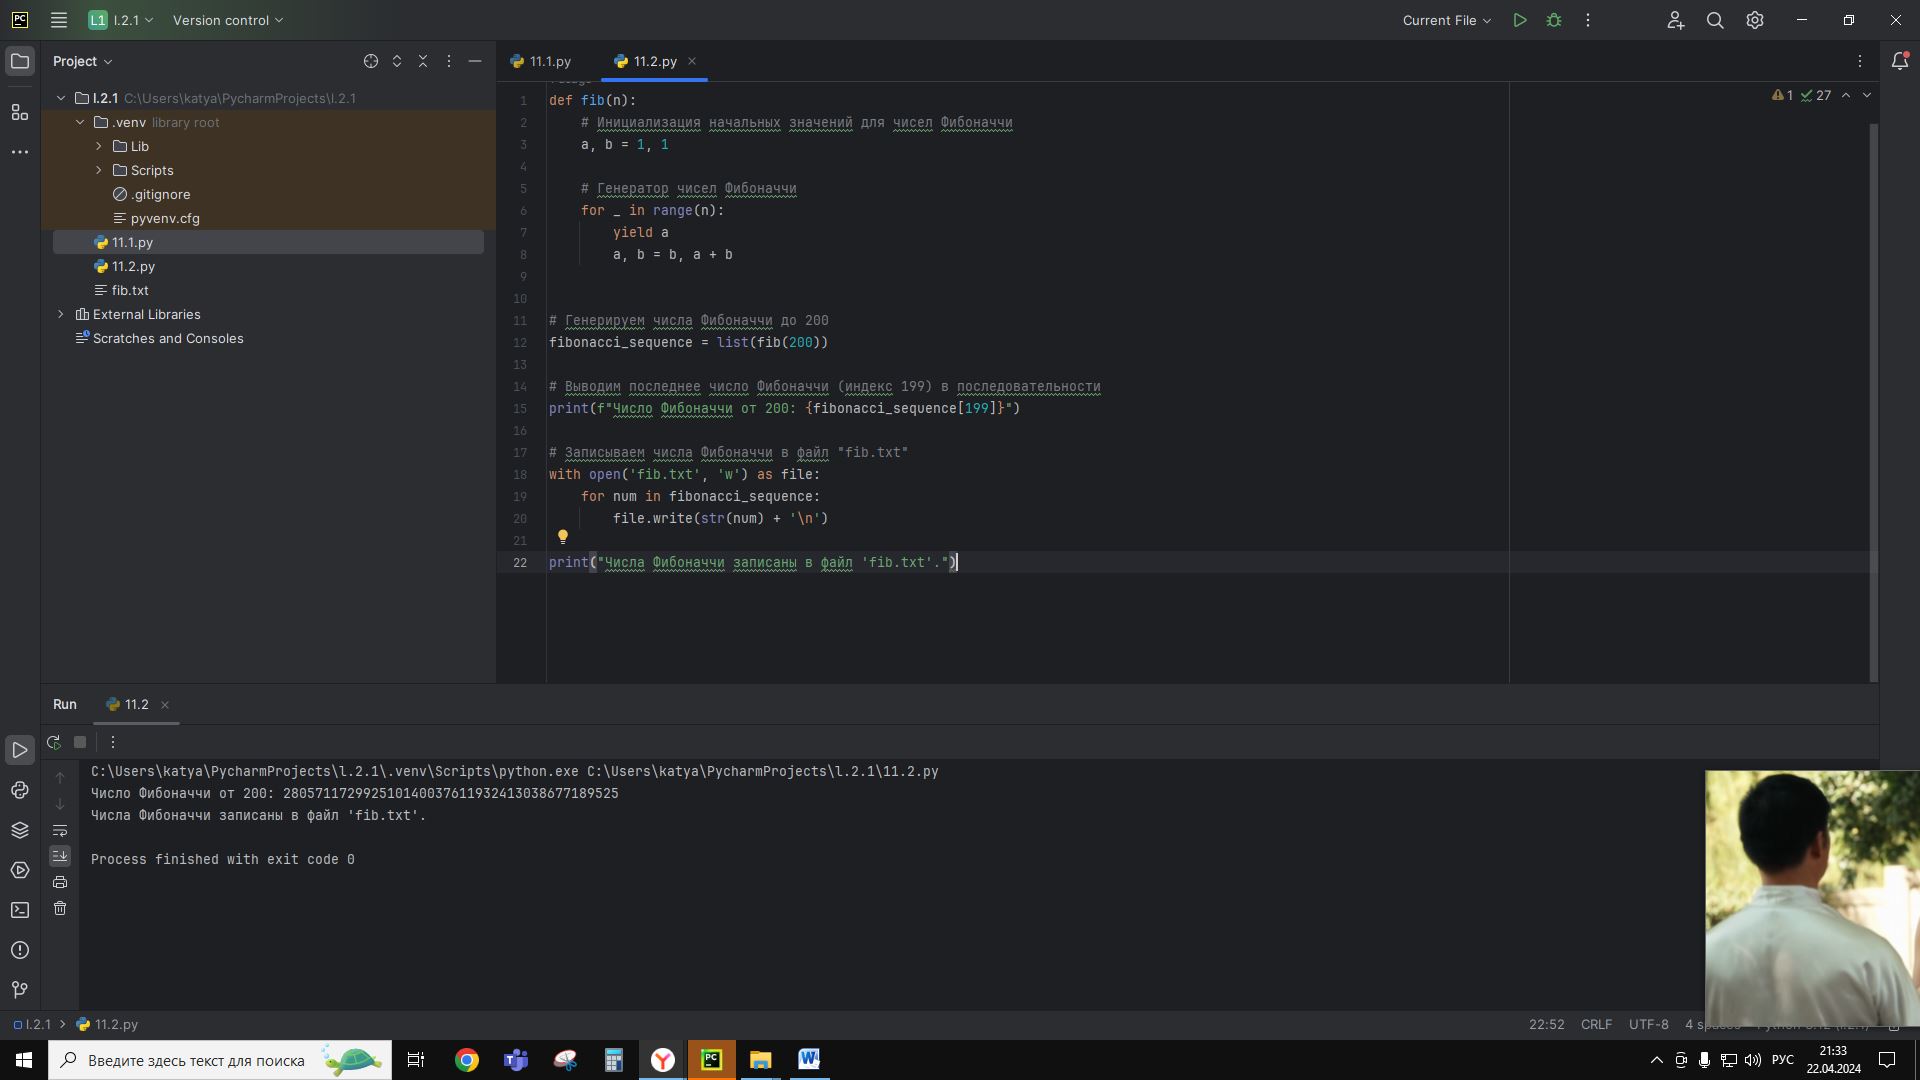 PC L1 l.2.1 Version control Current File
Project
11.1.py 11.2.py
l.2.1 C:\Users\katya\PycharmProjects\l.2.1
.venv library root
Lib
Scripts
.gitignore
pyvenv.cfg
11.1.py
11.2.py
fib.txt
External Libraries
Scratches and Consoles
1 27
1 def fib(n):
2 # Инициализация начальных значений для чисел Фибоначчи
3 a, b = 1, 1
4
5 # Генератор чисел Фибоначчи
6 for _ in range(n):
7 yield a
8 a, b = b, a + b
9
10
11 # Генерируем числа Фибоначчи до 200
12 fibonacci_sequence = list(fib(200))
13
14 # Выводим последнее число Фибоначчи (индекс 199) в последовательности
15 print(f"Число Фибоначчи от 200: {fibonacci_sequence[199]}")
16
17 # Записываем числа Фибоначчи в файл "fib.txt"
18 with open('fib.txt', 'w') as file:
19 for num in fibonacci_sequence:
20 file.write(str(num) + '\n')
21
22 print("Числа Фибоначчи записаны в файл 'fib.txt'.")
Run 11.2
C:\Users\katya\PycharmProjects\l.2.1\.venv\Scripts\python.exe C:\Users\katya\PycharmProjects\l.2.1\11.2.py
Число Фибоначчи от 200: 280571172992510140037611932413038677189525
Числа Фибоначчи записаны в файл 'fib.txt'.
Process finished with exit code 0
l.2.1 11.2.py 22:52 CRLF UTF-8 4
Введите здесь текст для поиска
РУС
21:33
22.04.2024